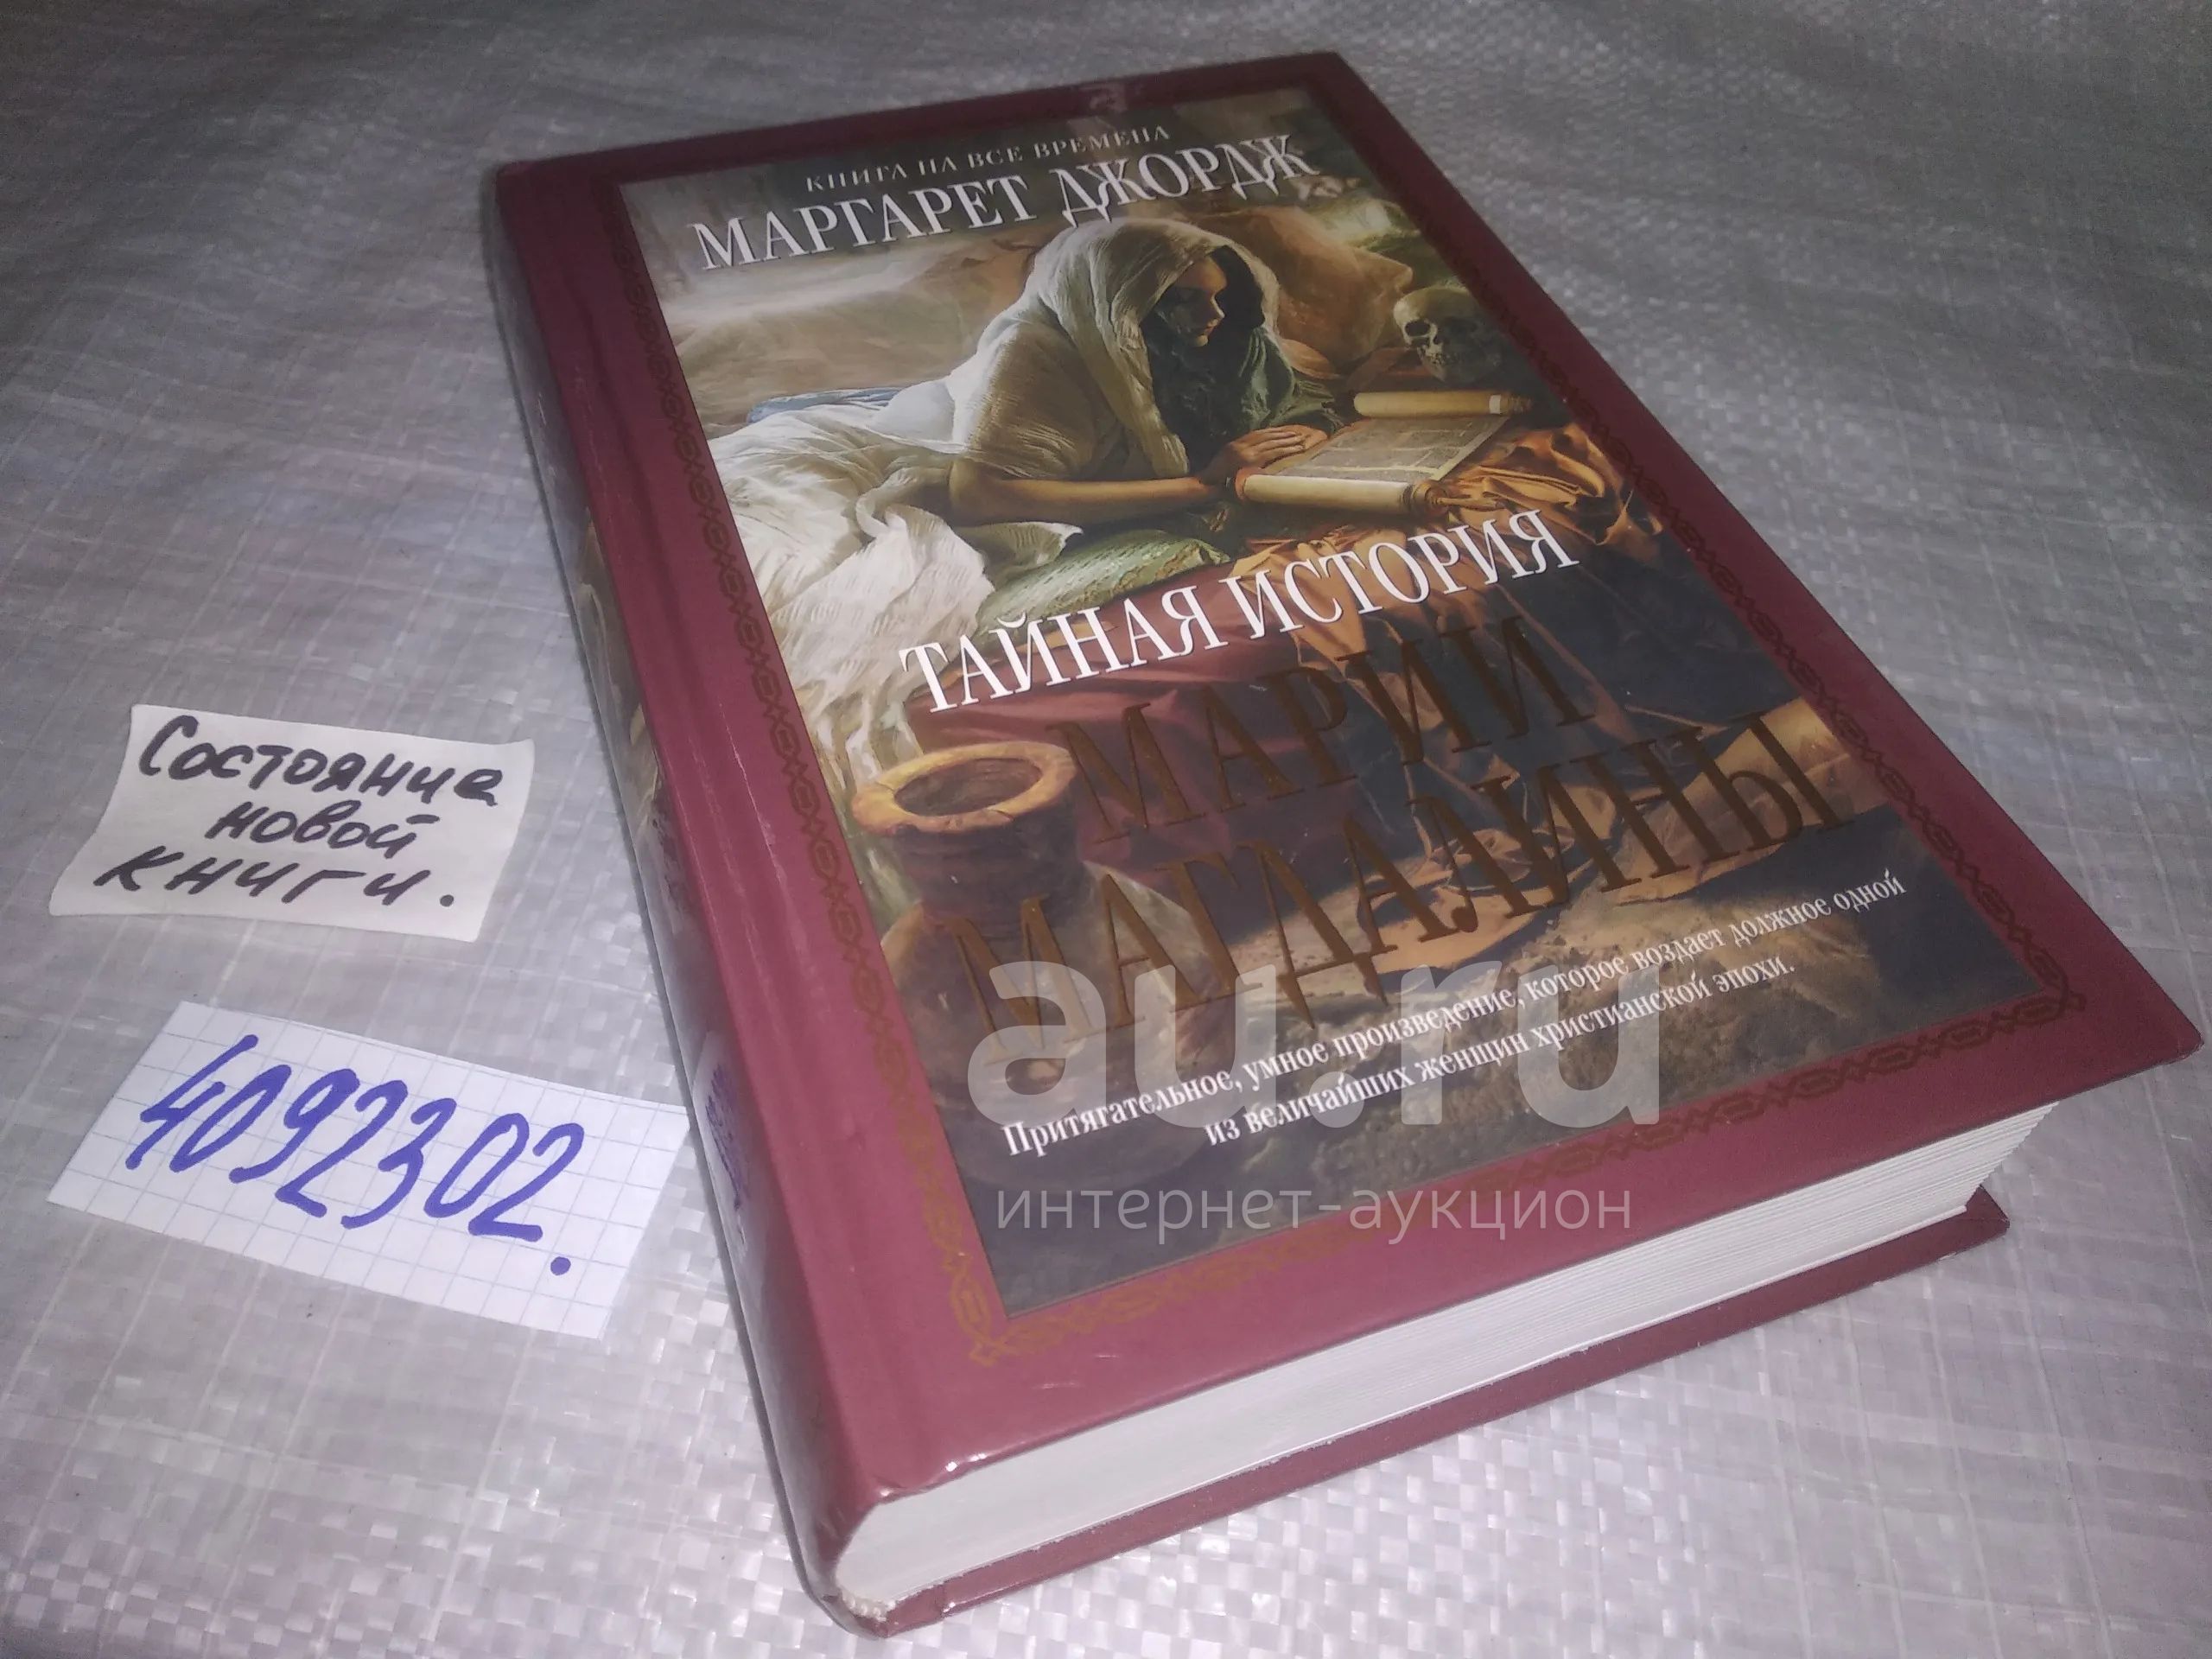 КНИГА НА ВСЕ ВРЕМЕНА
МАРГАРЕТ ДЖОРДЖ
ТАЙНАЯ ИСТОРИЯ
МАРИИ
МАГДАЛИНЫ
Притягательное, умное произведение, которое воздает должное одной
из величайших женщин христианской эпохи.
Состояние
новой
книги.
4092302.
au.ru
интернет-аукцион